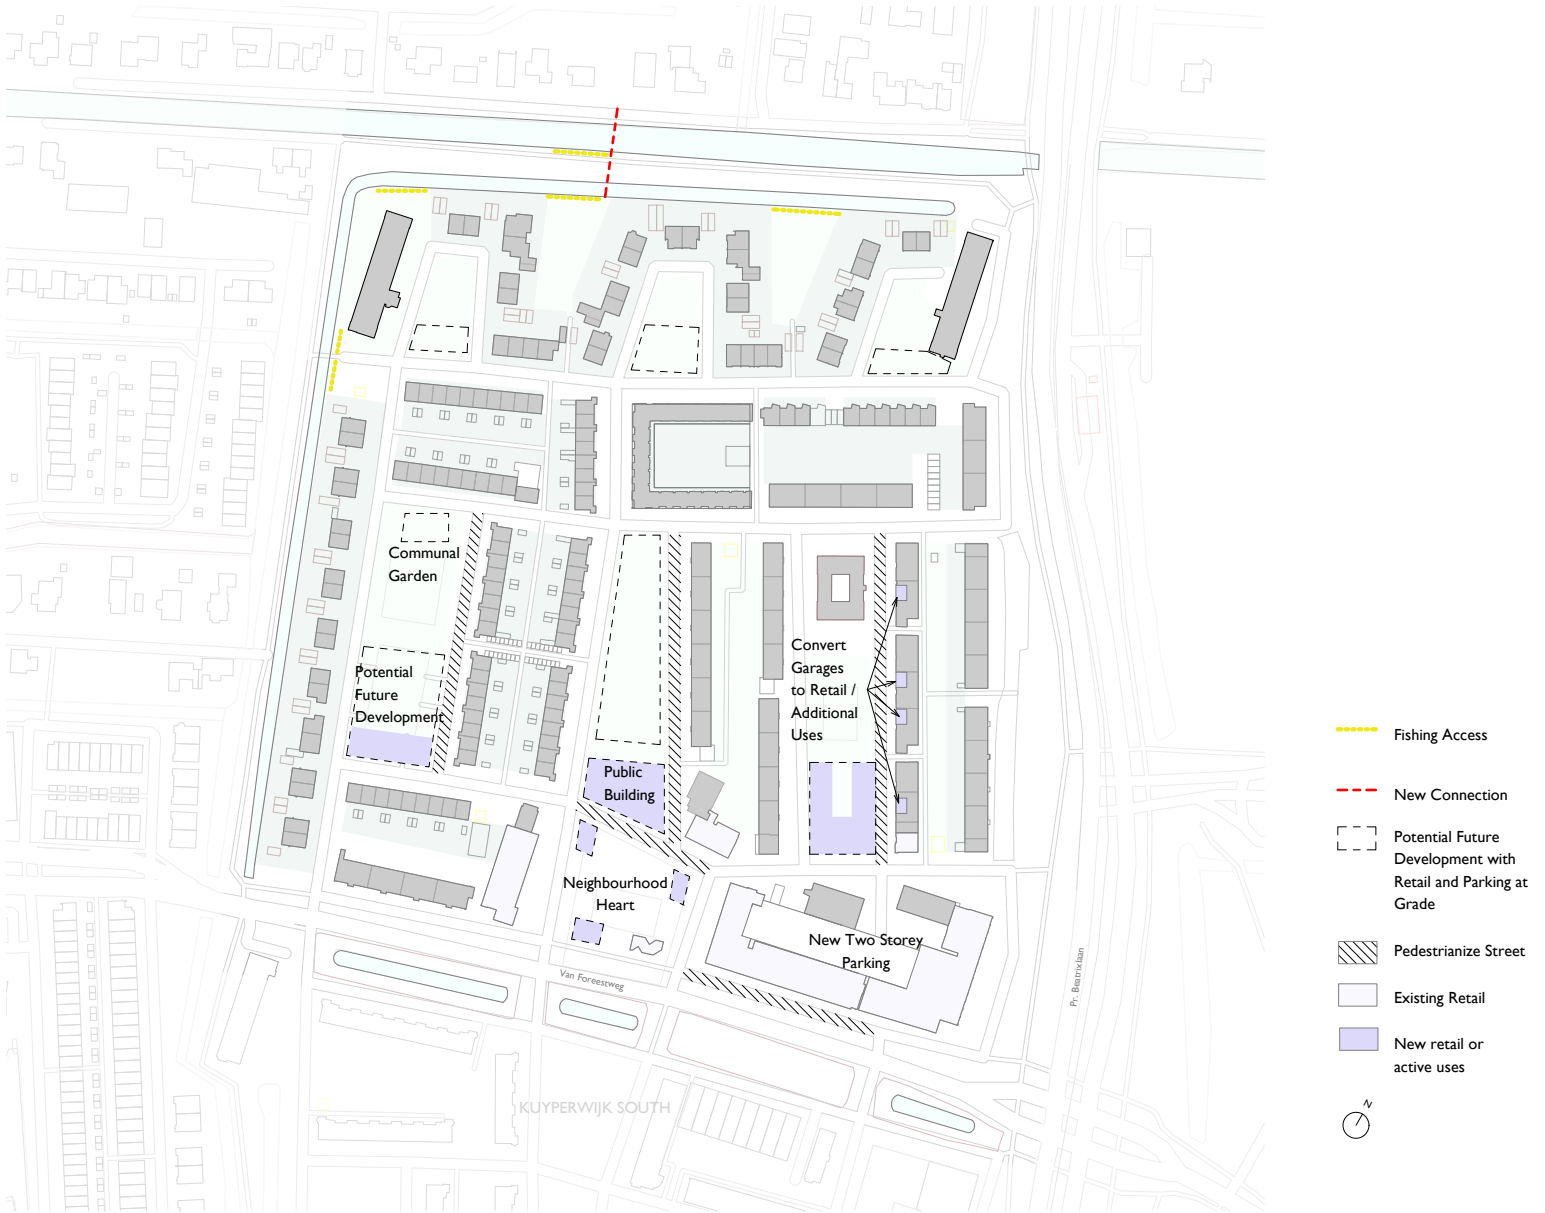 Communal
Garden
Potential
Future
Development
Convert
Garages
to Retail /
Additional
Uses
Public
Building
Neighbourhood
Heart
New Two Storey
Parking
Van Foreestweg
Pr. Beatrixlaan
KUYPERWIJK SOUTH
Fishing Access
New Connection
Potential Future
Development with
Retail and Parking at
Grade
Pedestrianize Street
Existing Retail
New retail or
active uses
N